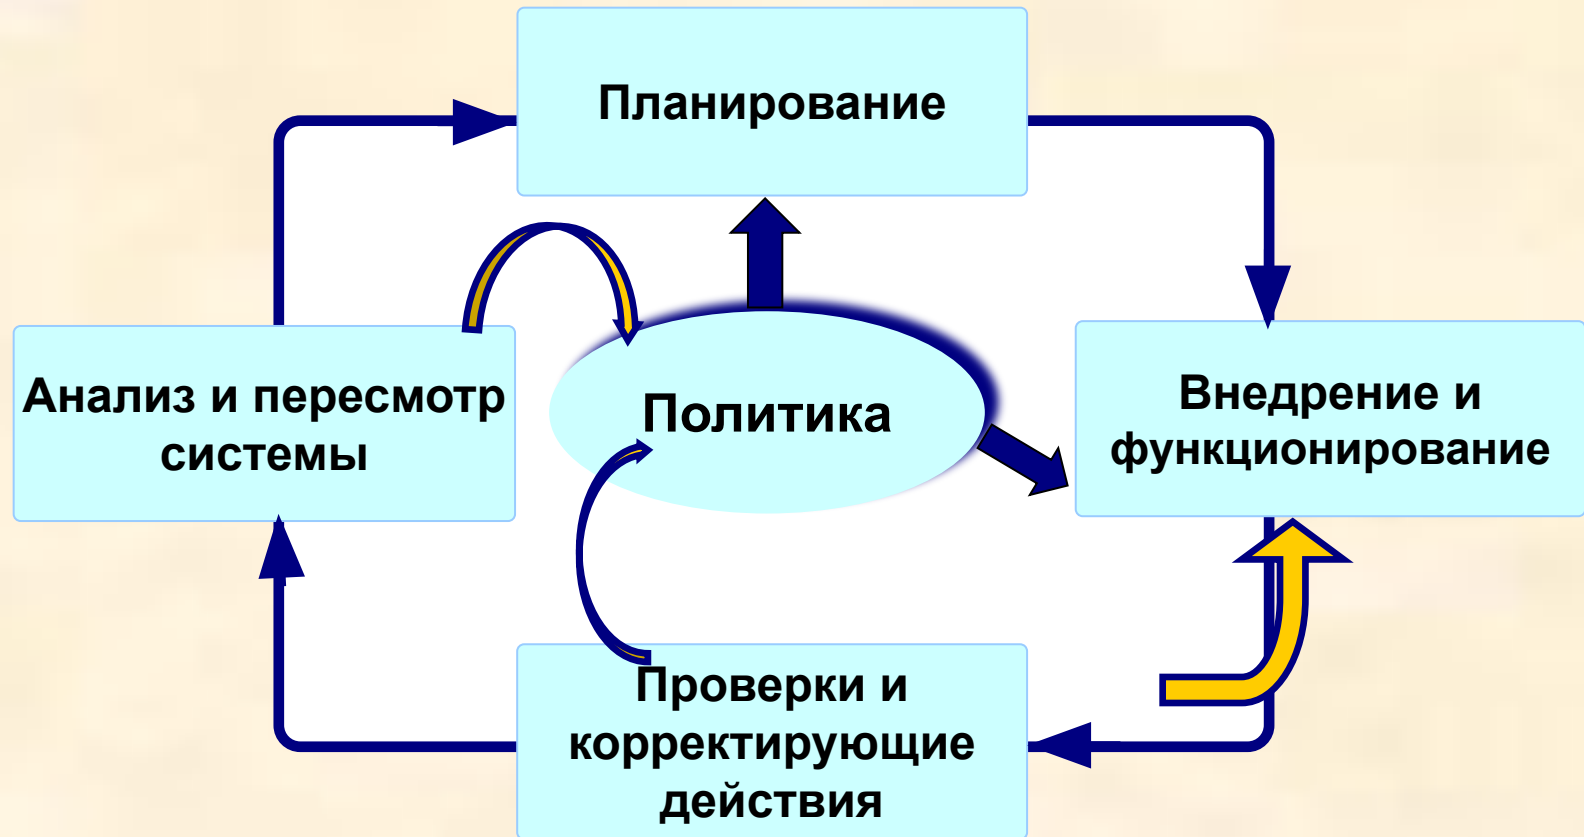 Планирование
Анализ и пересмотр
системы
Политика
Внедрение и
функционирование
Проверки и
корректирующие
действия